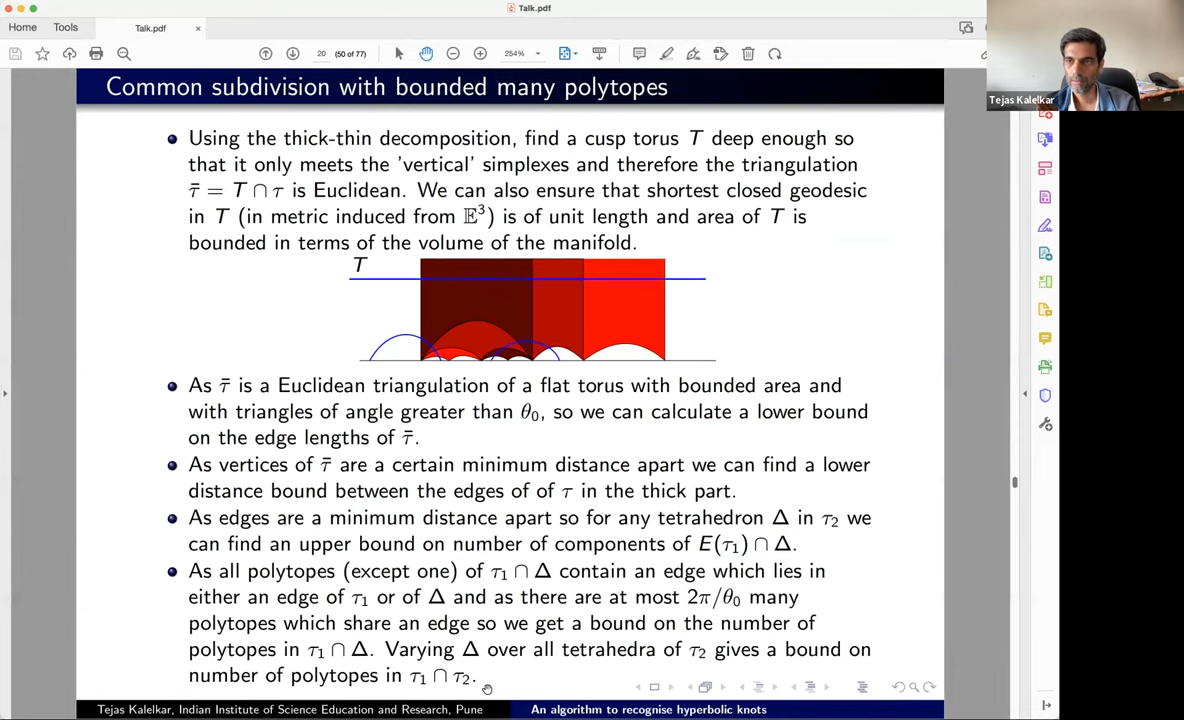 Talk.pdf
Home Tools Talk.pdf ×
20 (50 of 77) 254%
Tejas Kalelkar
Common subdivision with bounded many polytopes
Using the thick-thin decomposition, find a cusp torus T deep enough so
that it only meets the 'vertical' simplexes and therefore the triangulation
τ̄ = T ∩ τ is Euclidean. We can also ensure that shortest closed geodesic
in T (in metric induced from 𝔼³) is of unit length and area of T is
bounded in terms of the volume of the manifold.
T
As τ̄ is a Euclidean triangulation of a flat torus with bounded area and
with triangles of angle greater than θ₀, so we can calculate a lower bound
on the edge lengths of τ̄.
As vertices of τ̄ are a certain minimum distance apart we can find a lower
distance bound between the edges of of τ in the thick part.
As edges are a minimum distance apart so for any tetrahedron Δ in τ₂ we
can find an upper bound on number of components of E(τ₁) ∩ Δ.
As all polytopes (except one) of τ₁ ∩ Δ contain an edge which lies in
either an edge of τ₁ or of Δ and as there are at most 2π/θ₀ many
polytopes which share an edge so we get a bound on the number of
polytopes in τ₁ ∩ Δ. Varying Δ over all tetrahedra of τ₂ gives a bound on
number of polytopes in τ₁ ∩ τ₂.
Tejas Kalelkar, Indian Institute of Science Education and Research, Pune An algorithm to recognise hyperbolic knots